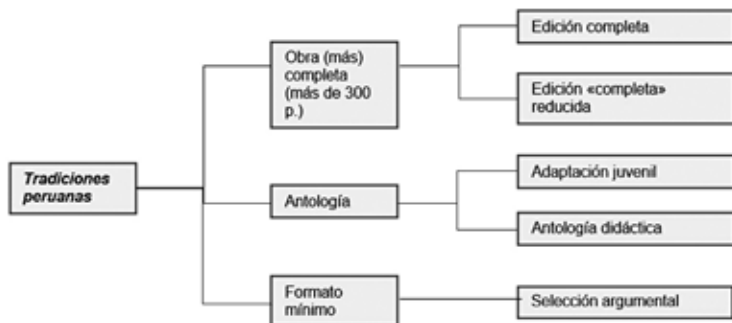 Tradiciones
peruanas
Obra (más)
completa
(más de 300
p.)
Edición completa
Edición «completa»
reducida
Antología
Adaptación juvenil
Antología didáctica
Formato
mínimo
Selección argumental